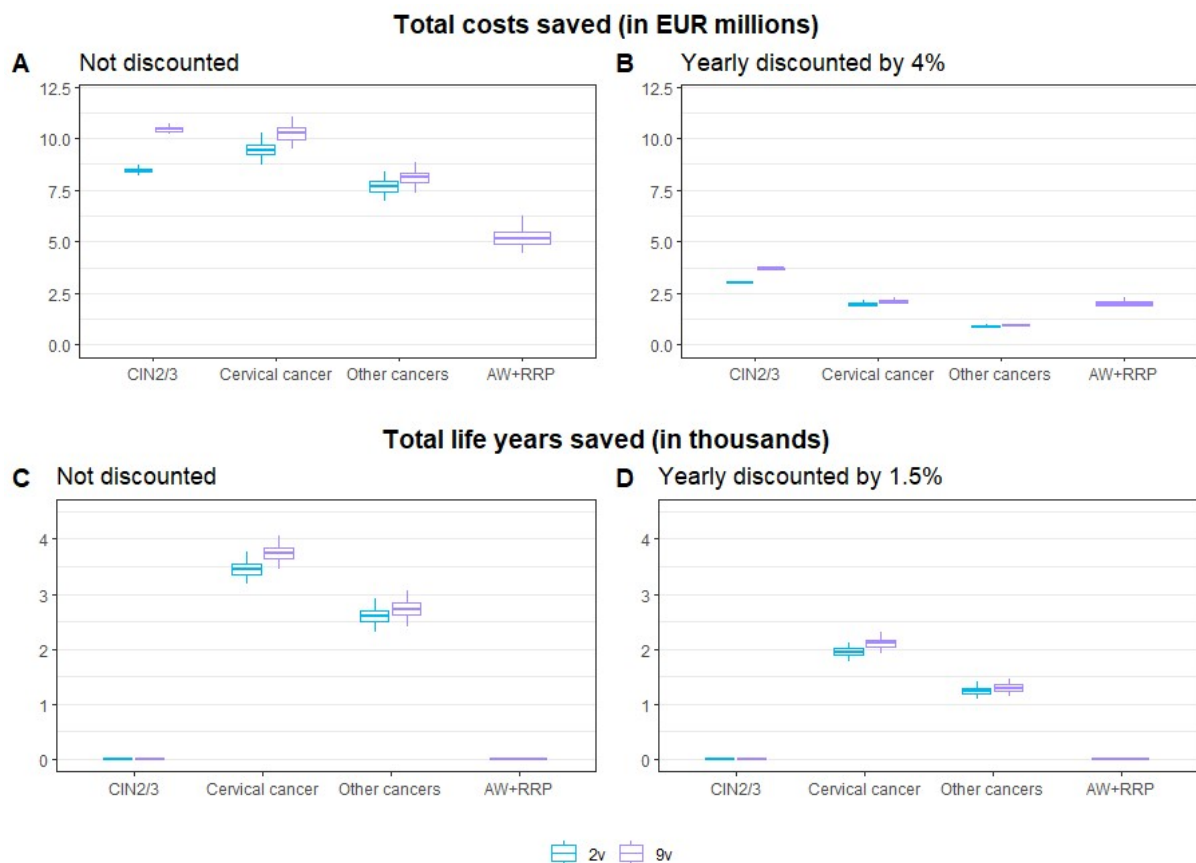 Total costs saved (in EUR millions)
A Not discounted
B Yearly discounted by 4%
12.5
10.0
7.5
5.0
2.5
0.0
CIN2/3 Cervical cancer Other cancers AW+RRP
12.5
10.0
7.5
5.0
2.5
0.0
CIN2/3 Cervical cancer Other cancers AW+RRP
Total life years saved (in thousands)
C Not discounted
D Yearly discounted by 1.5%
4
3
2
1
0
CIN2/3 Cervical cancer Other cancers AW+RRP
4
3
2
1
0
CIN2/3 Cervical cancer Other cancers AW+RRP
2v 9v